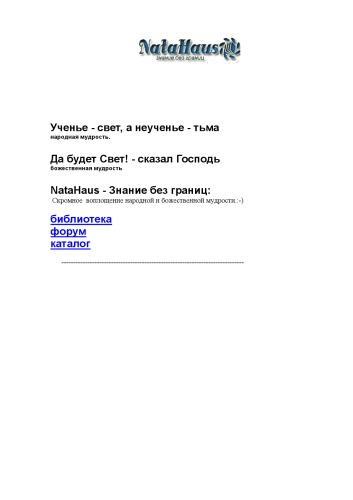 NataHaus
знание без границ
Ученье - свет, а неученье - тьма
народная мудрость.
Да будет Свет! - сказал Господь
божественная мудрость
NataHaus - Знание без границ:
Скромное воплощение народной и божественной мудрости :-)
библиотека
форум
каталог